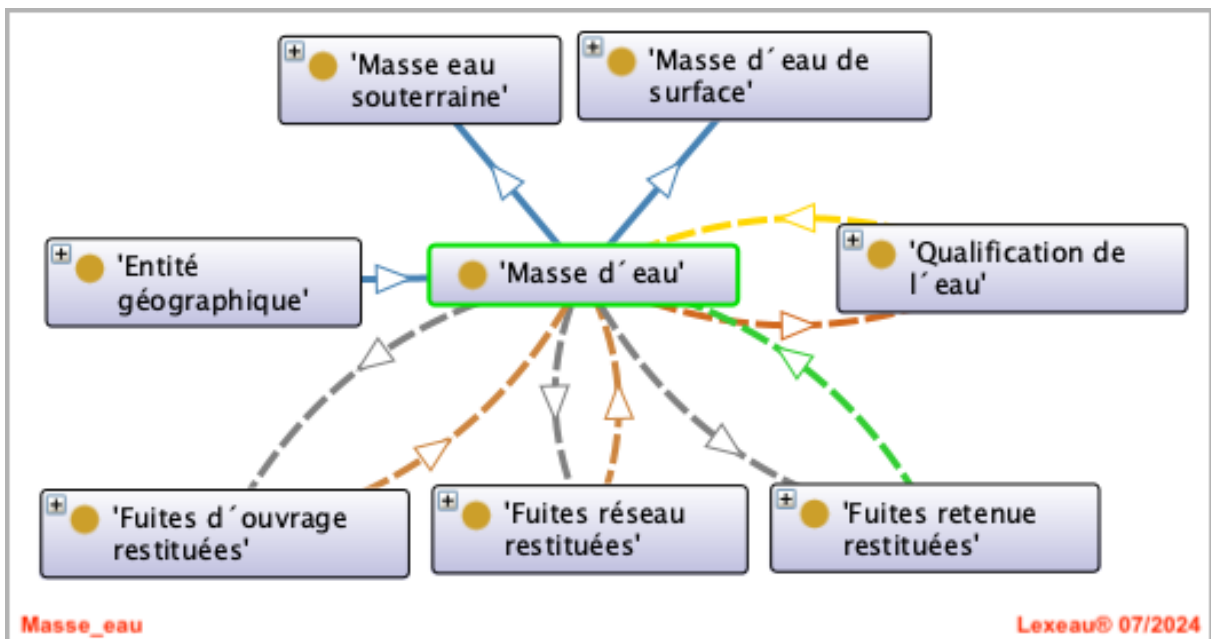 'Masse eau
souterraine'
'Masse d´eau de
surface'
'Entité
géographique'
'Masse d´eau'
'Qualification de
l´eau'
'Fuites d´ouvrage
restituées'
'Fuites réseau
restituées'
'Fuites retenue
restituées'
Masse_eau
Lexeau® 07/2024